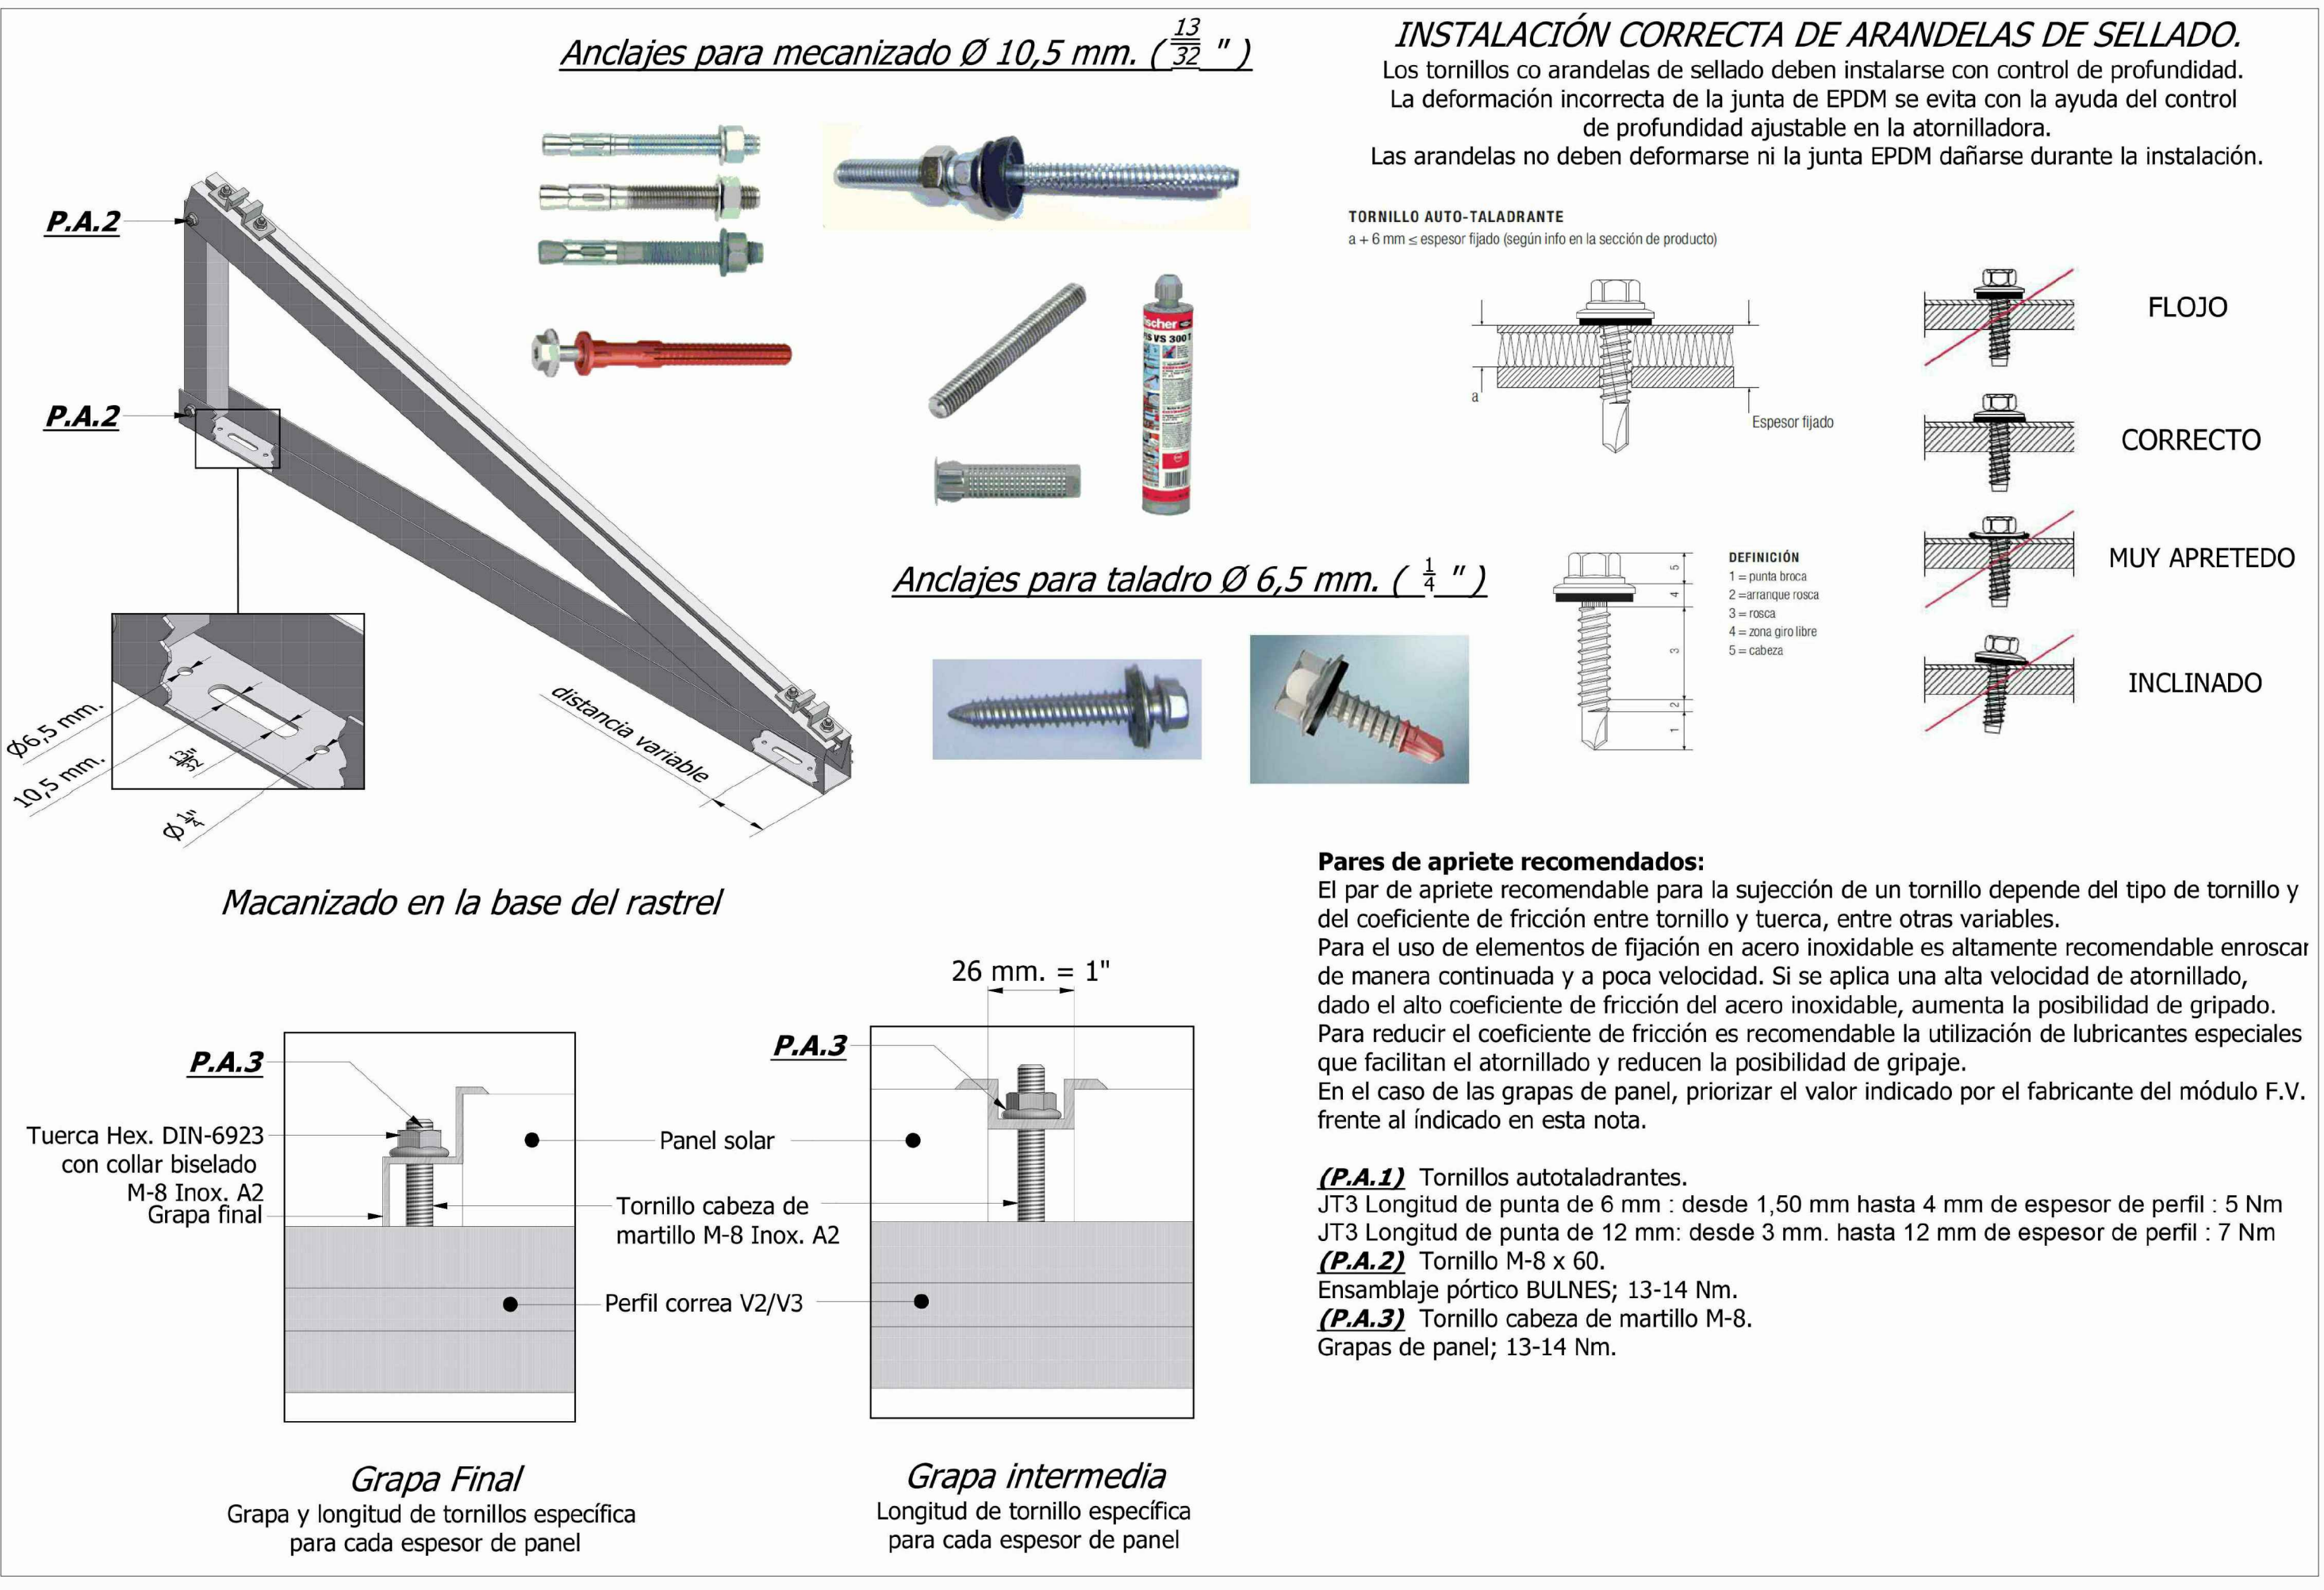 Anclajes para mecanizado Ø 10,5 mm. ( 13/32 " )
P.A.2
P.A.2
fischer
FIS VS 300 T
Ø6,5 mm.
10,5 mm.
13/32"
Ø 1/4"
distancia variable
Anclajes para taladro Ø 6,5 mm. ( 1/4 " )
Macanizado en la base del rastrel
INSTALACIÓN CORRECTA DE ARANDELAS DE SELLADO.
Los tornillos co arandelas de sellado deben instalarse con control de profundidad.
La deformación incorrecta de la junta de EPDM se evita con la ayuda del control
de profundidad ajustable en la atornilladora.
Las arandelas no deben deformarse ni la junta EPDM dañarse durante la instalación.
TORNILLO AUTO-TALADRANTE
a + 6 mm ≤ espesor fijado (según info en la sección de producto)
a
Espesor fijado
FLOJO
CORRECTO
MUY APRETEDO
INCLINADO
5
4
3
2
1
DEFINICIÓN
1 = punta broca
2 =arranque rosca
3 = rosca
4 = zona giro libre
5 = cabeza
P.A.3
Tuerca Hex. DIN-6923
con collar biselado
M-8 Inox. A2
Grapa final
Panel solar
Tornillo cabeza de
martillo M-8 Inox. A2
Perfil correa V2/V3
26 mm. = 1"
P.A.3
Grapa Final
Grapa y longitud de tornillos específica
para cada espesor de panel
Grapa intermedia
Longitud de tornillo específica
para cada espesor de panel
Pares de apriete recomendados:
El par de apriete recomendable para la sujección de un tornillo depende del tipo de tornillo y
del coeficiente de fricción entre tornillo y tuerca, entre otras variables.
Para el uso de elementos de fijación en acero inoxidable es altamente recomendable enroscar
de manera continuada y a poca velocidad. Si se aplica una alta velocidad de atornillado,
dado el alto coeficiente de fricción del acero inoxidable, aumenta la posibilidad de gripado.
Para reducir el coeficiente de fricción es recomendable la utilización de lubricantes especiales
que facilitan el atornillado y reducen la posibilidad de gripaje.
En el caso de las grapas de panel, priorizar el valor indicado por el fabricante del módulo F.V.
frente al índicado en esta nota.
(P.A.1) Tornillos autotaladrantes.
JT3 Longitud de punta de 6 mm : desde 1,50 mm hasta 4 mm de espesor de perfil : 5 Nm
JT3 Longitud de punta de 12 mm: desde 3 mm. hasta 12 mm de espesor de perfil : 7 Nm
(P.A.2) Tornillo M-8 x 60.
Ensamblaje pórtico BULNES; 13-14 Nm.
(P.A.3) Tornillo cabeza de martillo M-8.
Grapas de panel; 13-14 Nm.